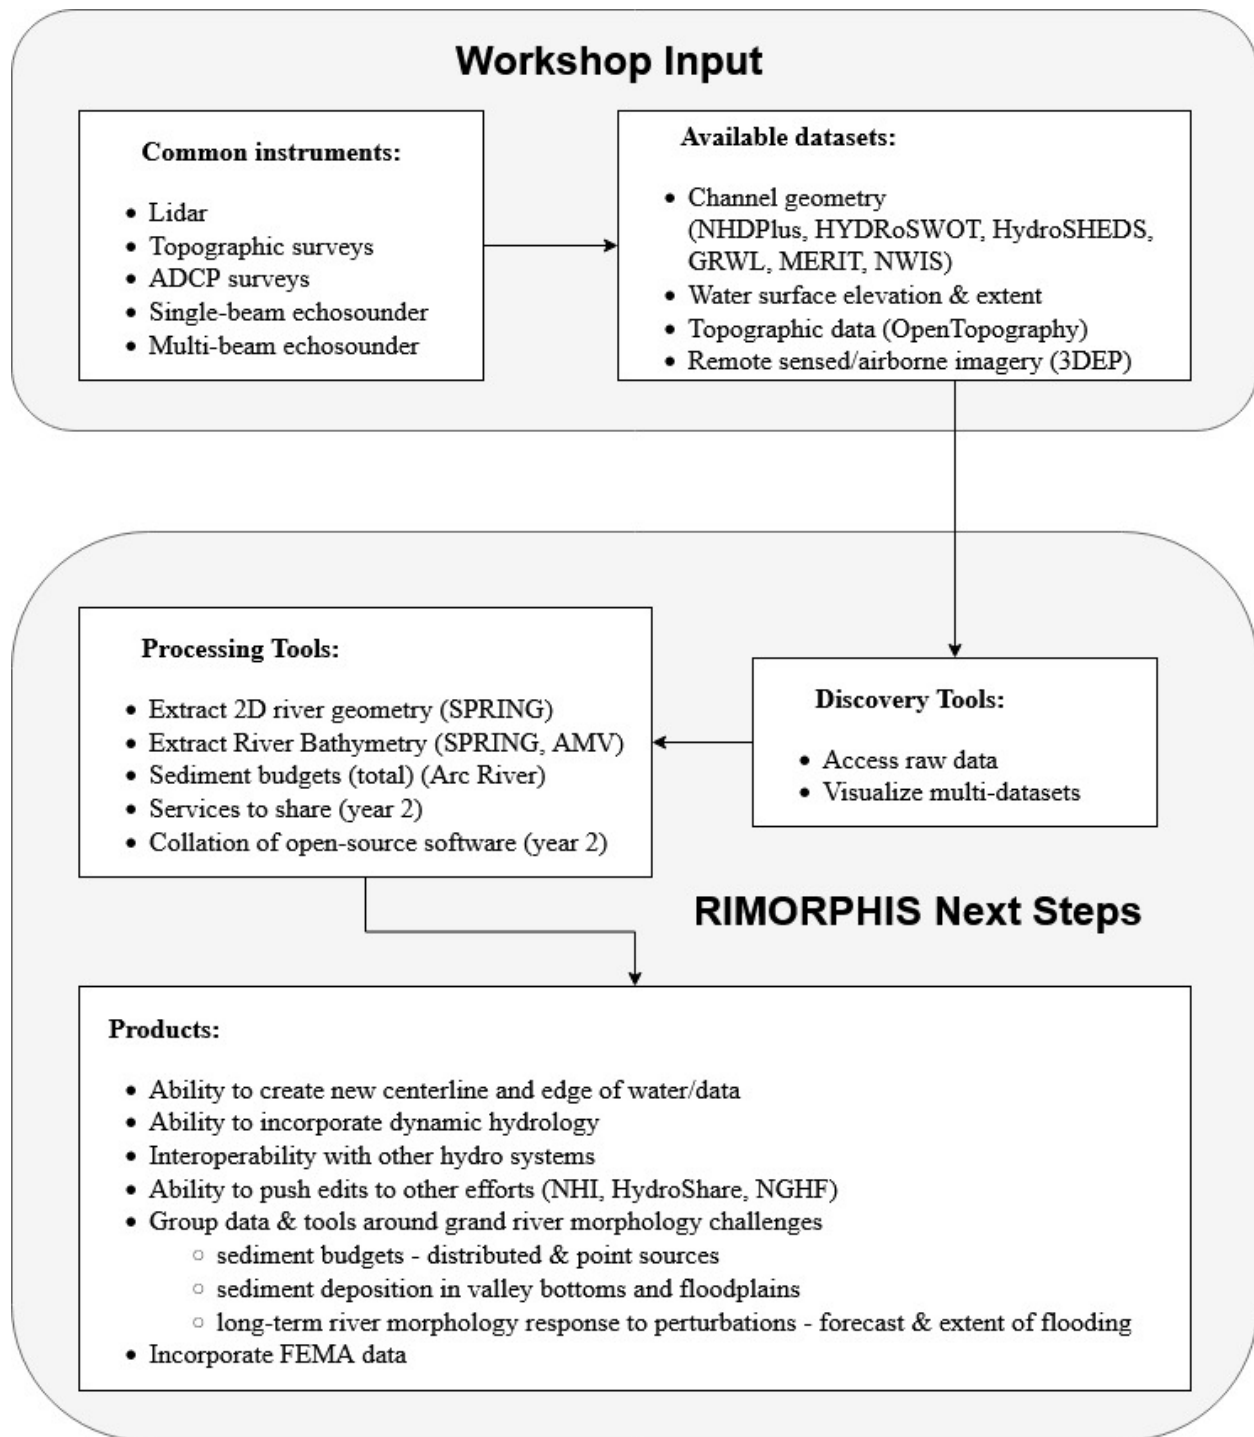 Workshop Input
Common instruments:
• Lidar
• Topographic surveys
• ADCP surveys
• Single-beam echosounder
• Multi-beam echosounder
Available datasets:
• Channel geometry
(NHDPlus, HYDRoSWOT, HydroSHEDS,
GRWL, MERIT, NWIS)
• Water surface elevation & extent
• Topographic data (OpenTopography)
• Remote sensed/airborne imagery (3DEP)
Discovery Tools:
• Access raw data
• Visualize multi-datasets
Processing Tools:
• Extract 2D river geometry (SPRING)
• Extract River Bathymetry (SPRING, AMV)
• Sediment budgets (total) (Arc River)
• Services to share (year 2)
• Collation of open-source software (year 2)
RIMORPHIS Next Steps
Products:
• Ability to create new centerline and edge of water/data
• Ability to incorporate dynamic hydrology
• Interoperability with other hydro systems
• Ability to push edits to other efforts (NHI, HydroShare, NGHF)
• Group data & tools around grand river morphology challenges
○ sediment budgets - distributed & point sources
○ sediment deposition in valley bottoms and floodplains
○ long-term river morphology response to perturbations - forecast & extent of flooding
• Incorporate FEMA data